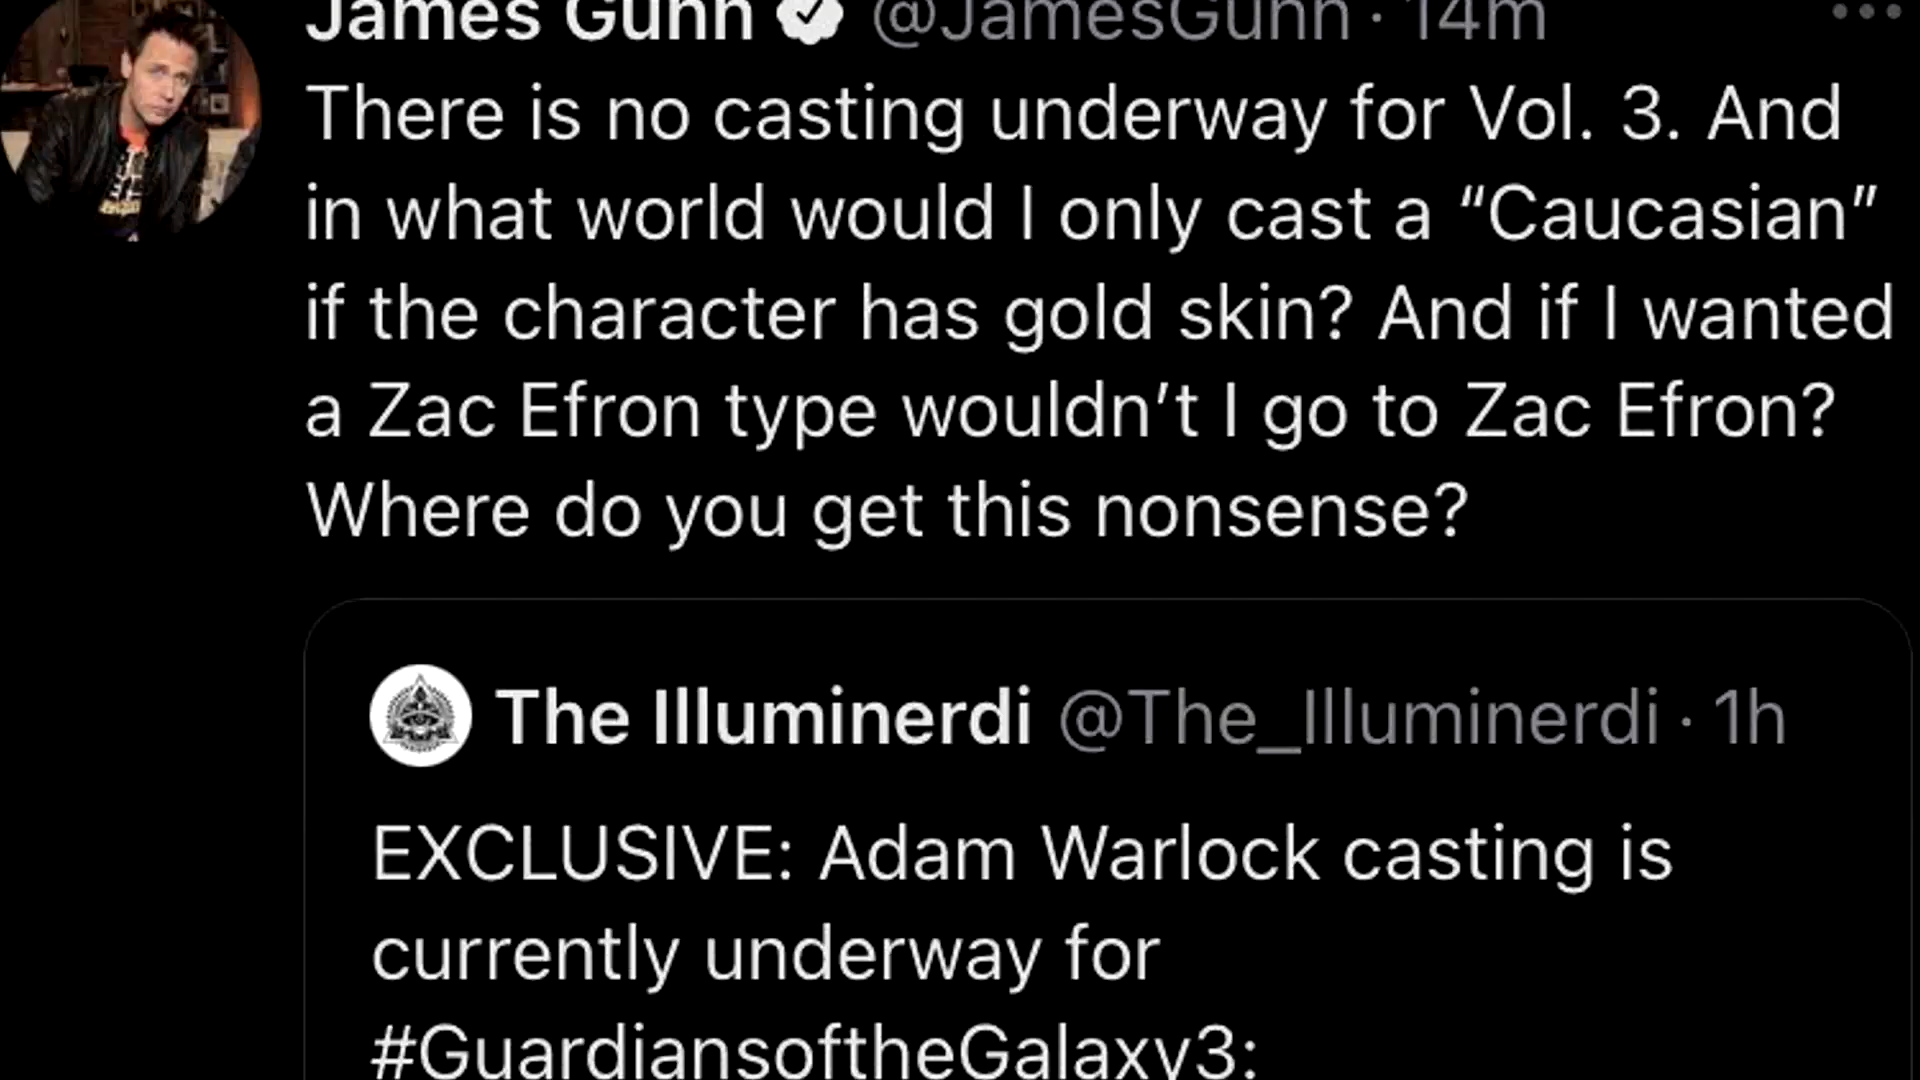 James Gunn @JamesGunn · 14m
There is no casting underway for Vol. 3. And
in what world would I only cast a “Caucasian”
if the character has gold skin? And if I wanted
a Zac Efron type wouldn’t I go to Zac Efron?
Where do you get this nonsense?
The Illuminerdi @The_Illuminerdi · 1h
EXCLUSIVE: Adam Warlock casting is
currently underway for
#GuardiansoftheGalaxy3: